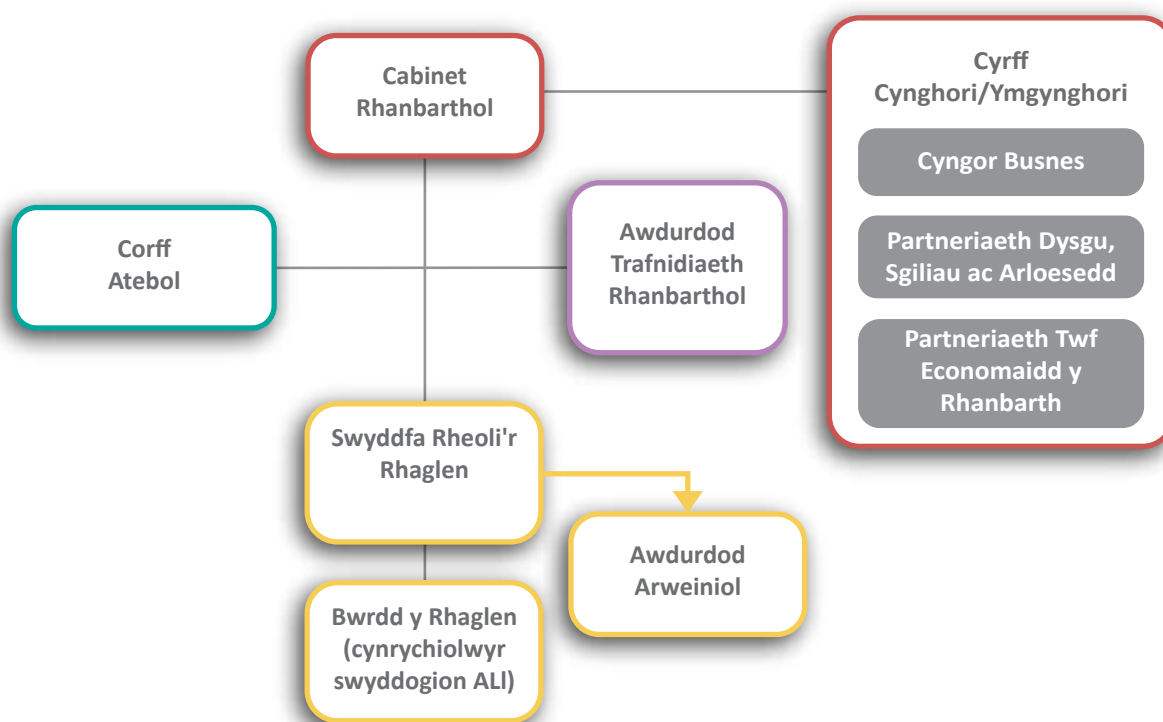 Cabinet
Rhanbarthol
Cyrff
Cynghori/Ymgynghori
Cyngor Busnes
Partneriaeth Dysgu,
Sgiliau ac Arloesedd
Partneriaeth Twf
Economaidd y
Rhanbarth
Corff
Atebol
Awdurdod
Trafnidiaeth
Rhanbarthol
Swyddfa Rheoli'r
Rhaglen
Awdurdod
Arweiniol
Bwrdd y Rhaglen
(cynrychiolwyr
swyddogion ALl)